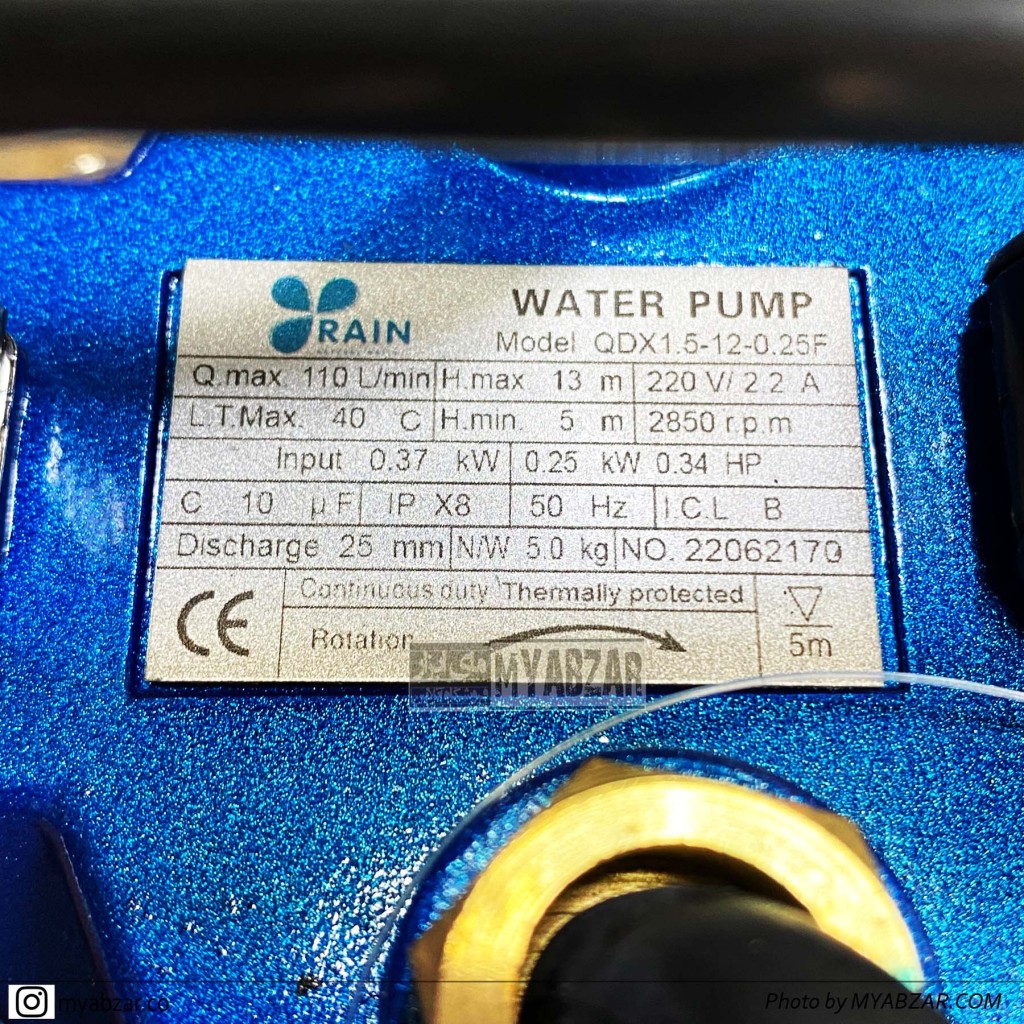 RAIN
WATER PUMP
Model QDX1.5-12-0.25F
Q.max. 110 L/min H.max 13 m 220 V/ 2.2 A
L.T.Max. 40 C H.min. 5 m 2850 r.p.m
Input 0.37 kW 0.25 kW 0.34 HP
C 10 µF IP X8 50 Hz I.C.L B
Discharge 25 mm N/W 5.0 kg NO. 22062170
CE
Continuous duty Thermally protected
Rotation
5m
MYABZAR
myabzar.co
Photo by MYABZAR.COM